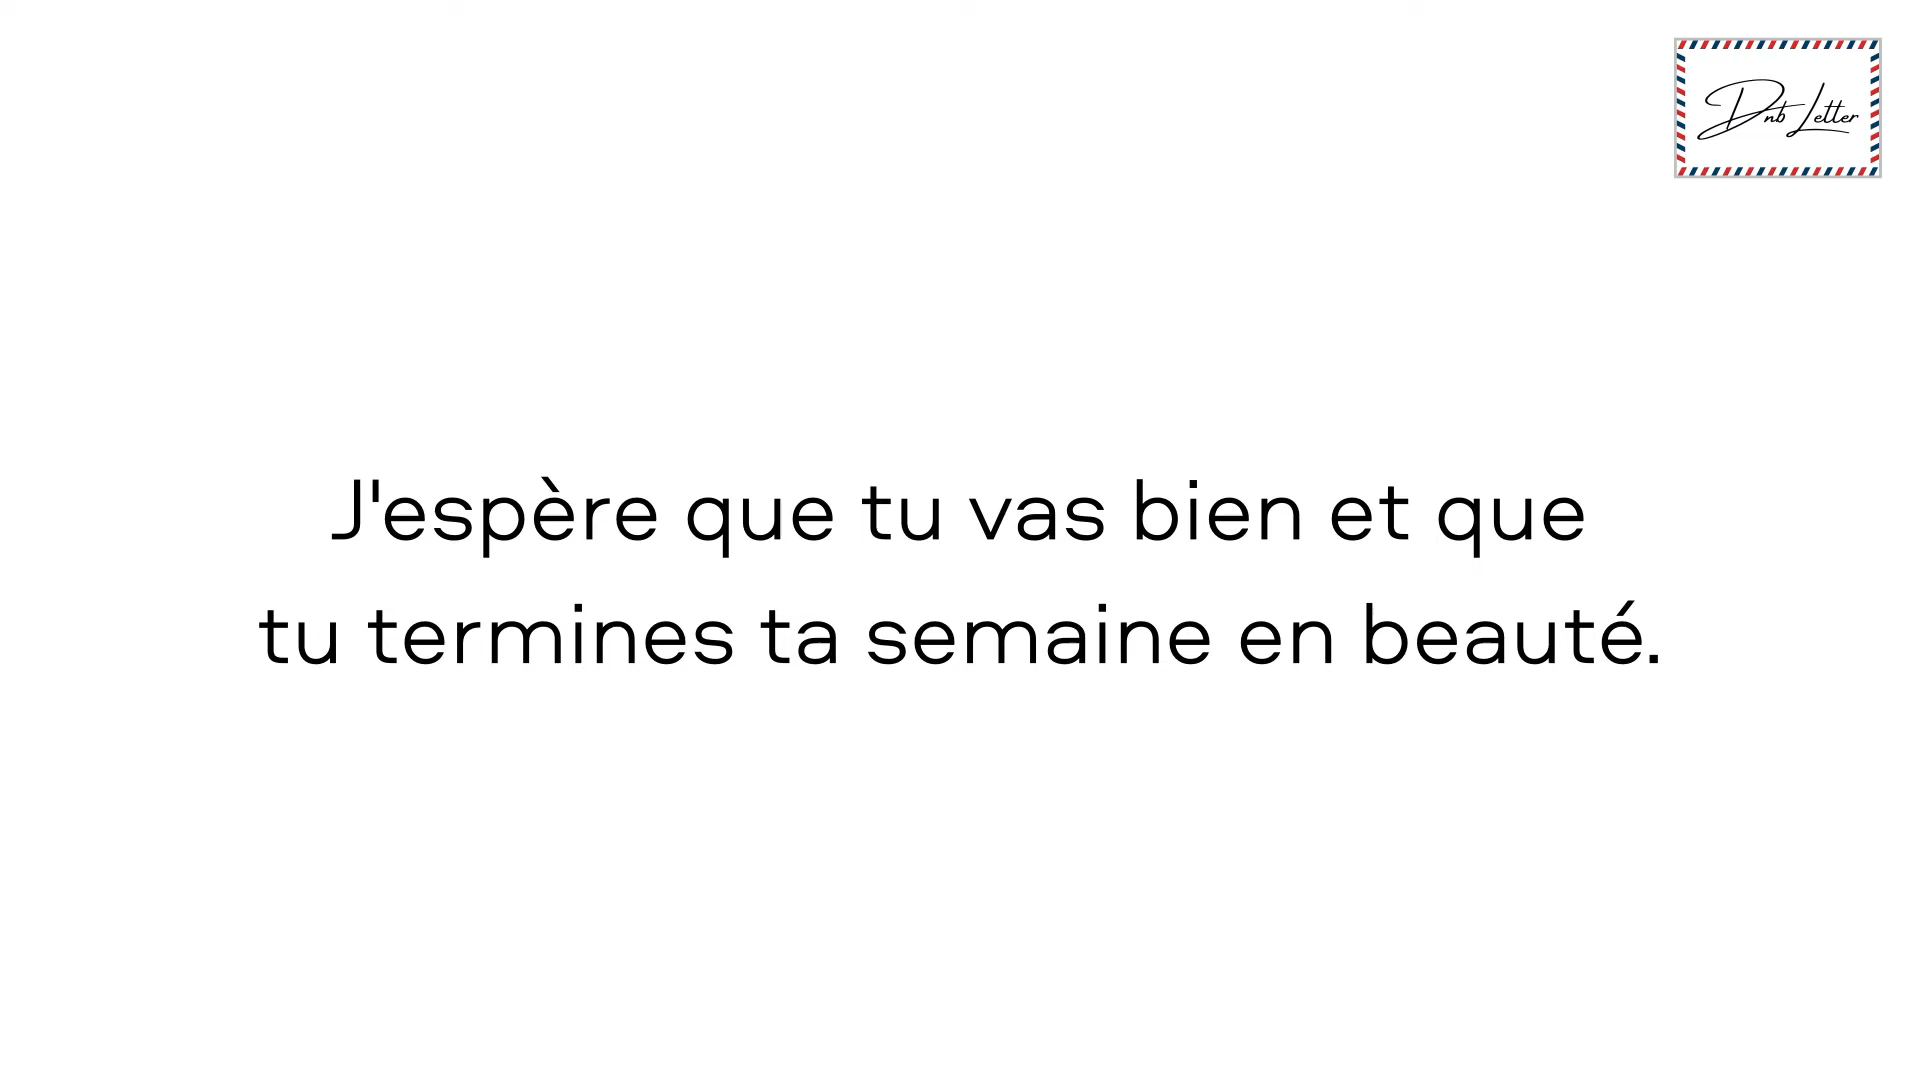 Dnb Letter
J'espère que tu vas bien et que
tu termines ta semaine en beauté.